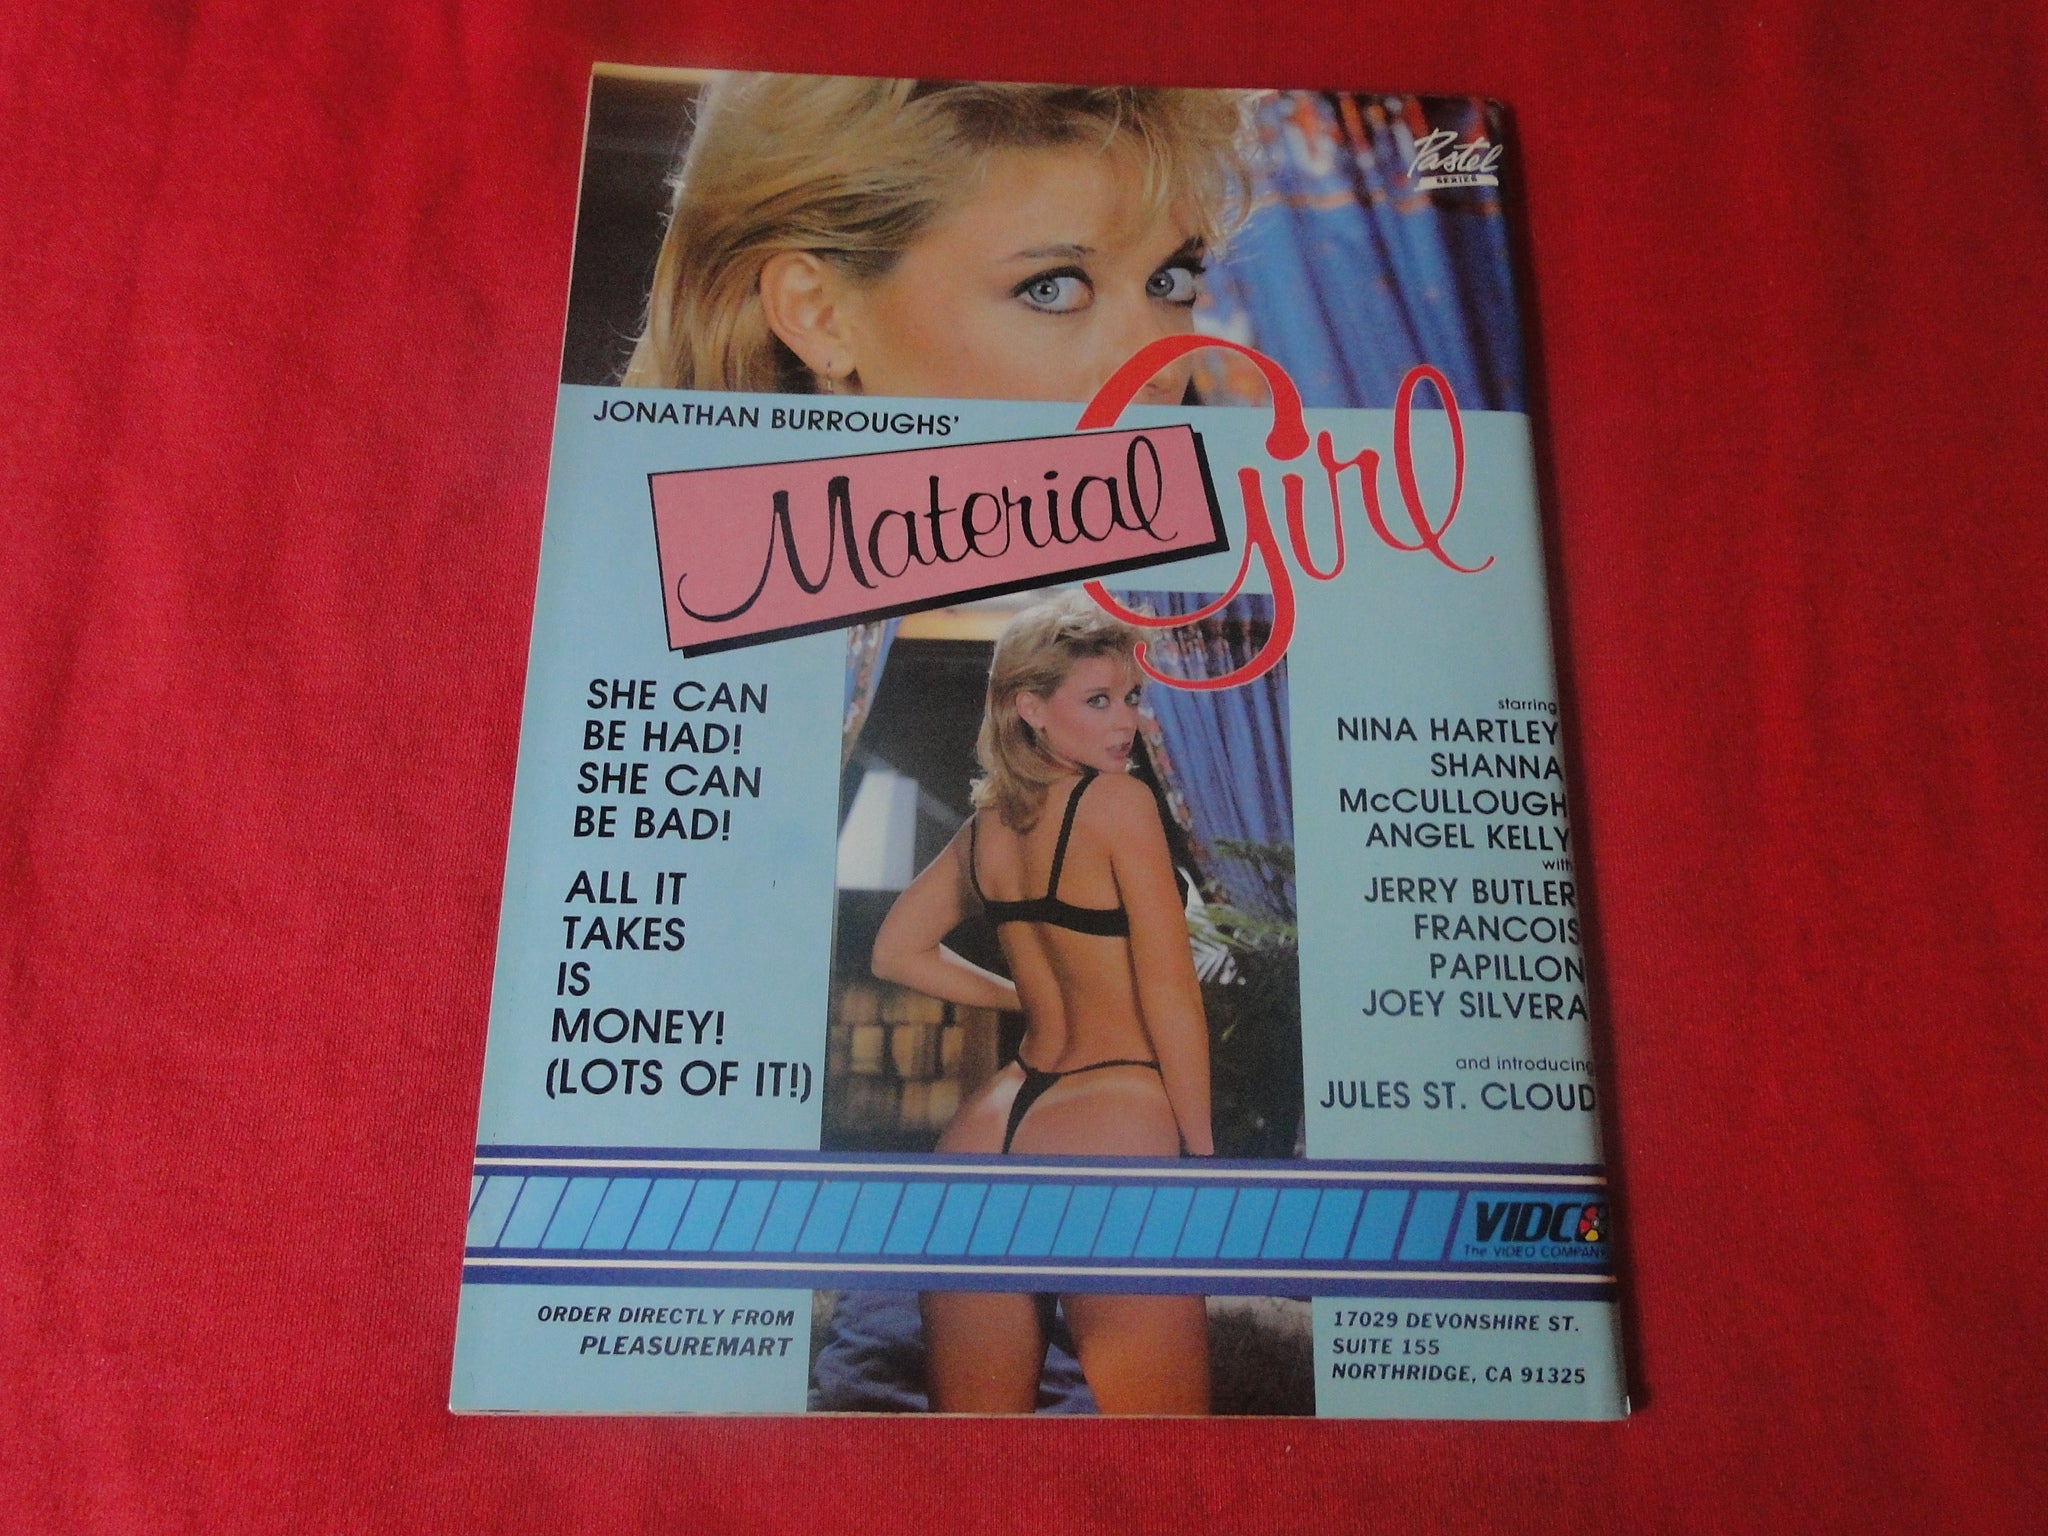 Pastel
SERIES
JONATHAN BURROUGHS'
Material Girl
SHE CAN
BE HAD!
SHE CAN
BE BAD!
ALL IT
TAKES
IS
MONEY!
(LOTS OF IT!)
starring
NINA HARTLEY
SHANNA
McCULLOUGH
ANGEL KELLY
with
JERRY BUTLER
FRANCOIS
PAPILLON
JOEY SILVERA
and introducing
JULES ST. CLOUD
VIDCO
The VIDEO COMPANY
ORDER DIRECTLY FROM
PLEASUREMART
17029 DEVONSHIRE ST.
SUITE 155
NORTHRIDGE, CA 91325